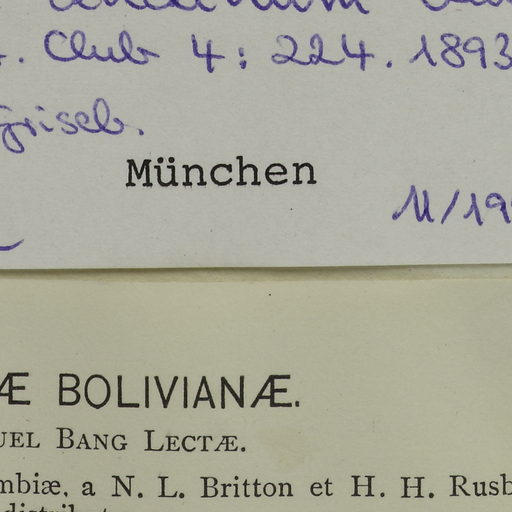 . Club 4: 224. 1893
griseb.
München
11/19
Æ BOLIVIANÆ.
UEL BANG LECTÆ.
mbiæ, a N. L. Britton et H. H. Rusb